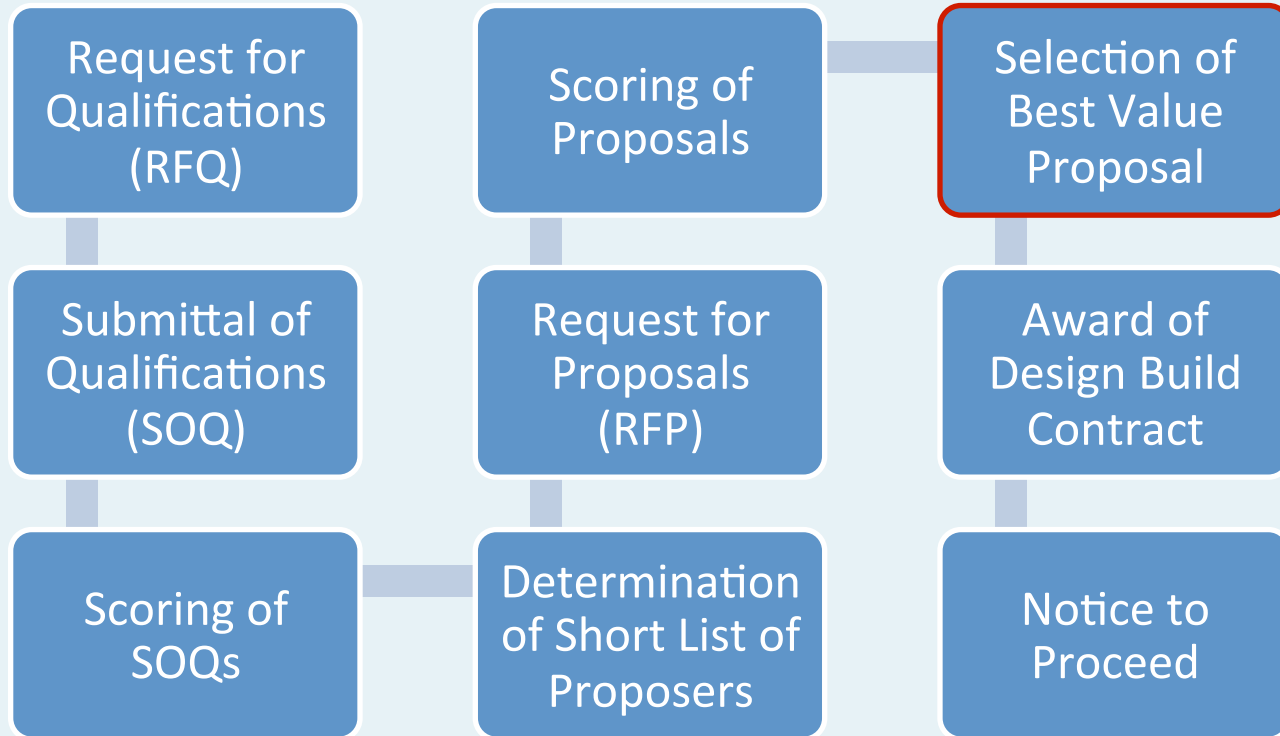 Request for
Qualifications
(RFQ)
Submittal of
Qualifications
(SOQ)
Scoring of
SOQs
Determination
of Short List of
Proposers
Request for
Proposals
(RFP)
Scoring of
Proposals
Selection of
Best Value
Proposal
Award of
Design Build
Contract
Notice to
Proceed